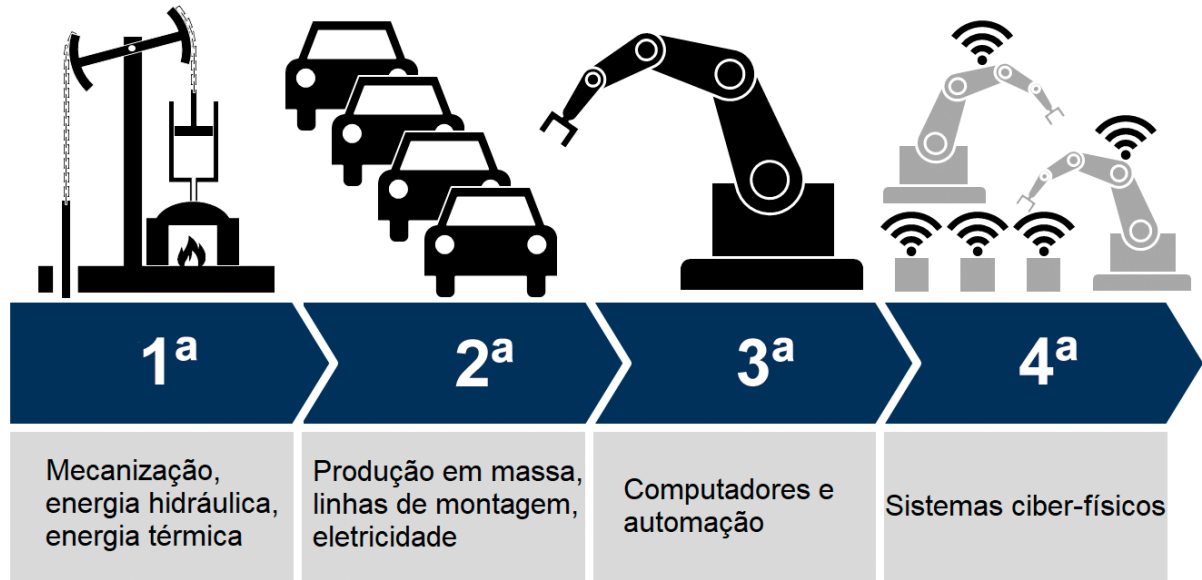 1ª
2ª
3ª
4ª
Mecanização,
energia hidráulica,
energia térmica
Produção em massa,
linhas de montagem,
eletricidade
Computadores e
automação
Sistemas ciber-físicos